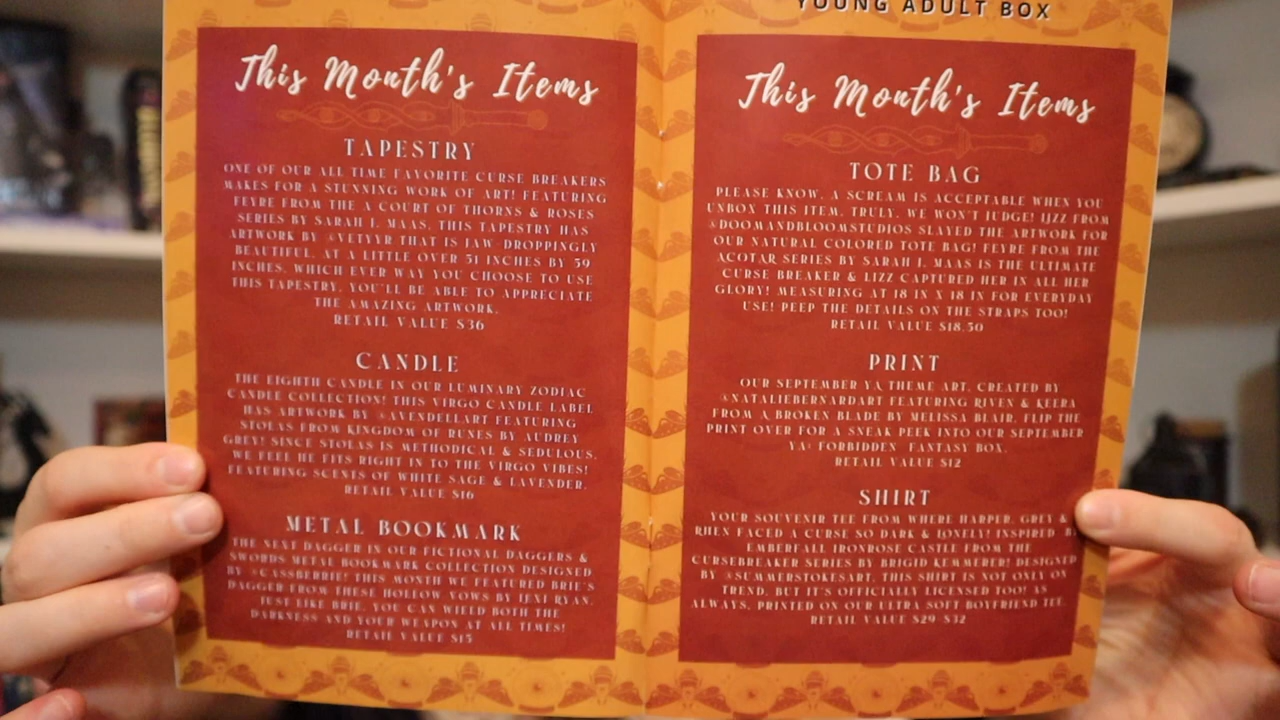 This Month's Items
TAPESTRY
ONE OF OUR ALL TIME FAVORITE CURSE BREAKERS
MAKES FOR A STUNNING WORK OF ART! FEATURING
FEYRE FROM THE A COURT OF THORNS & ROSES
SERIES BY SARAH J. MAAS, THIS TAPESTRY HAS
ARTWORK BY @VETYYR THAT IS JAW-DROPPINGLY
BEAUTIFUL. AT A LITTLE OVER 31 INCHES BY 39
INCHES, WHICH EVER WAY YOU CHOOSE TO USE
THIS TAPESTRY, YOU'LL BE ABLE TO APPRECIATE
THE AMAZING ARTWORK.
RETAIL VALUE $36
CANDLE
THE EIGHTH CANDLE IN OUR LUMINARY ZODIAC
CANDLE COLLECTION! THIS VIRGO CANDLE LABEL
HAS ARTWORK BY @AVENDELLART FEATURING
STOLAS FROM KINGDOM OF RUNES BY AUDREY
GREY! SINCE STOLAS IS METHODICAL & SEDULOUS,
WE FEEL HE FITS RIGHT IN TO THE VIRGO VIBES!
FEATURING SCENTS OF WHITE SAGE & LAVENDER.
RETAIL VALUE $16
METAL BOOKMARK
THE NEXT DAGGER IN OUR FICTIONAL DAGGERS &
SWORDS METAL BOOKMARK COLLECTION DESIGNED
BY @CASSBERRIE! THIS MONTH WE FEATURED BRIE'S
DAGGER FROM THESE HOLLOW VOWS BY LEXI RYAN.
JUST LIKE BRIE, YOU CAN WIELD BOTH THE
DARKNESS AND YOUR WEAPON AT ALL TIMES!
RETAIL VALUE $15
YOUNG ADULT BOX
This Month's Items
TOTE BAG
PLEASE KNOW, A SCREAM IS ACCEPTABLE WHEN YOU
UNBOX THIS ITEM. TRULY, WE WON'T JUDGE! LIZZ FROM
@DOOMANDBLOOMSTUDIOS SLAYED THE ARTWORK FOR
OUR NATURAL COLORED TOTE BAG! FEYRE FROM THE
ACOTAR SERIES BY SARAH J. MAAS IS THE ULTIMATE
CURSE BREAKER & LIZZ CAPTURED HER IN ALL HER
GLORY! MEASURING AT 18 IN X 18 IN FOR EVERYDAY
USE! PEEP THE DETAILS ON THE STRAPS TOO!
RETAIL VALUE $18.50
PRINT
OUR SEPTEMBER YA THEME ART, CREATED BY
@NATALIEBERNARDART FEATURING RIVEN & KEERA
FROM A BROKEN BLADE BY MELISSA BLAIR. FLIP THE
PRINT OVER FOR A SNEAK PEEK INTO OUR SEPTEMBER
YA: FORBIDDEN FANTASY BOX.
RETAIL VALUE $12
SHIRT
YOUR SOUVENIR TEE FROM WHERE HARPER, GREY &
RHEN FACED A CURSE SO DARK & LONELY! INSPIRED BY
EMBERFALL IRONROSE CASTLE FROM THE
CURSEBREAKER SERIES BY BRIGID KEMMERER! DESIGNED
BY @SUMMERSTOKESART, THIS SHIRT IS NOT ONLY ON
TREND, BUT IT'S OFFICIALLY LICENSED TOO! AS
ALWAYS, PRINTED ON OUR ULTRA SOFT BOYFRIEND TEE.
RETAIL VALUE $29-$32